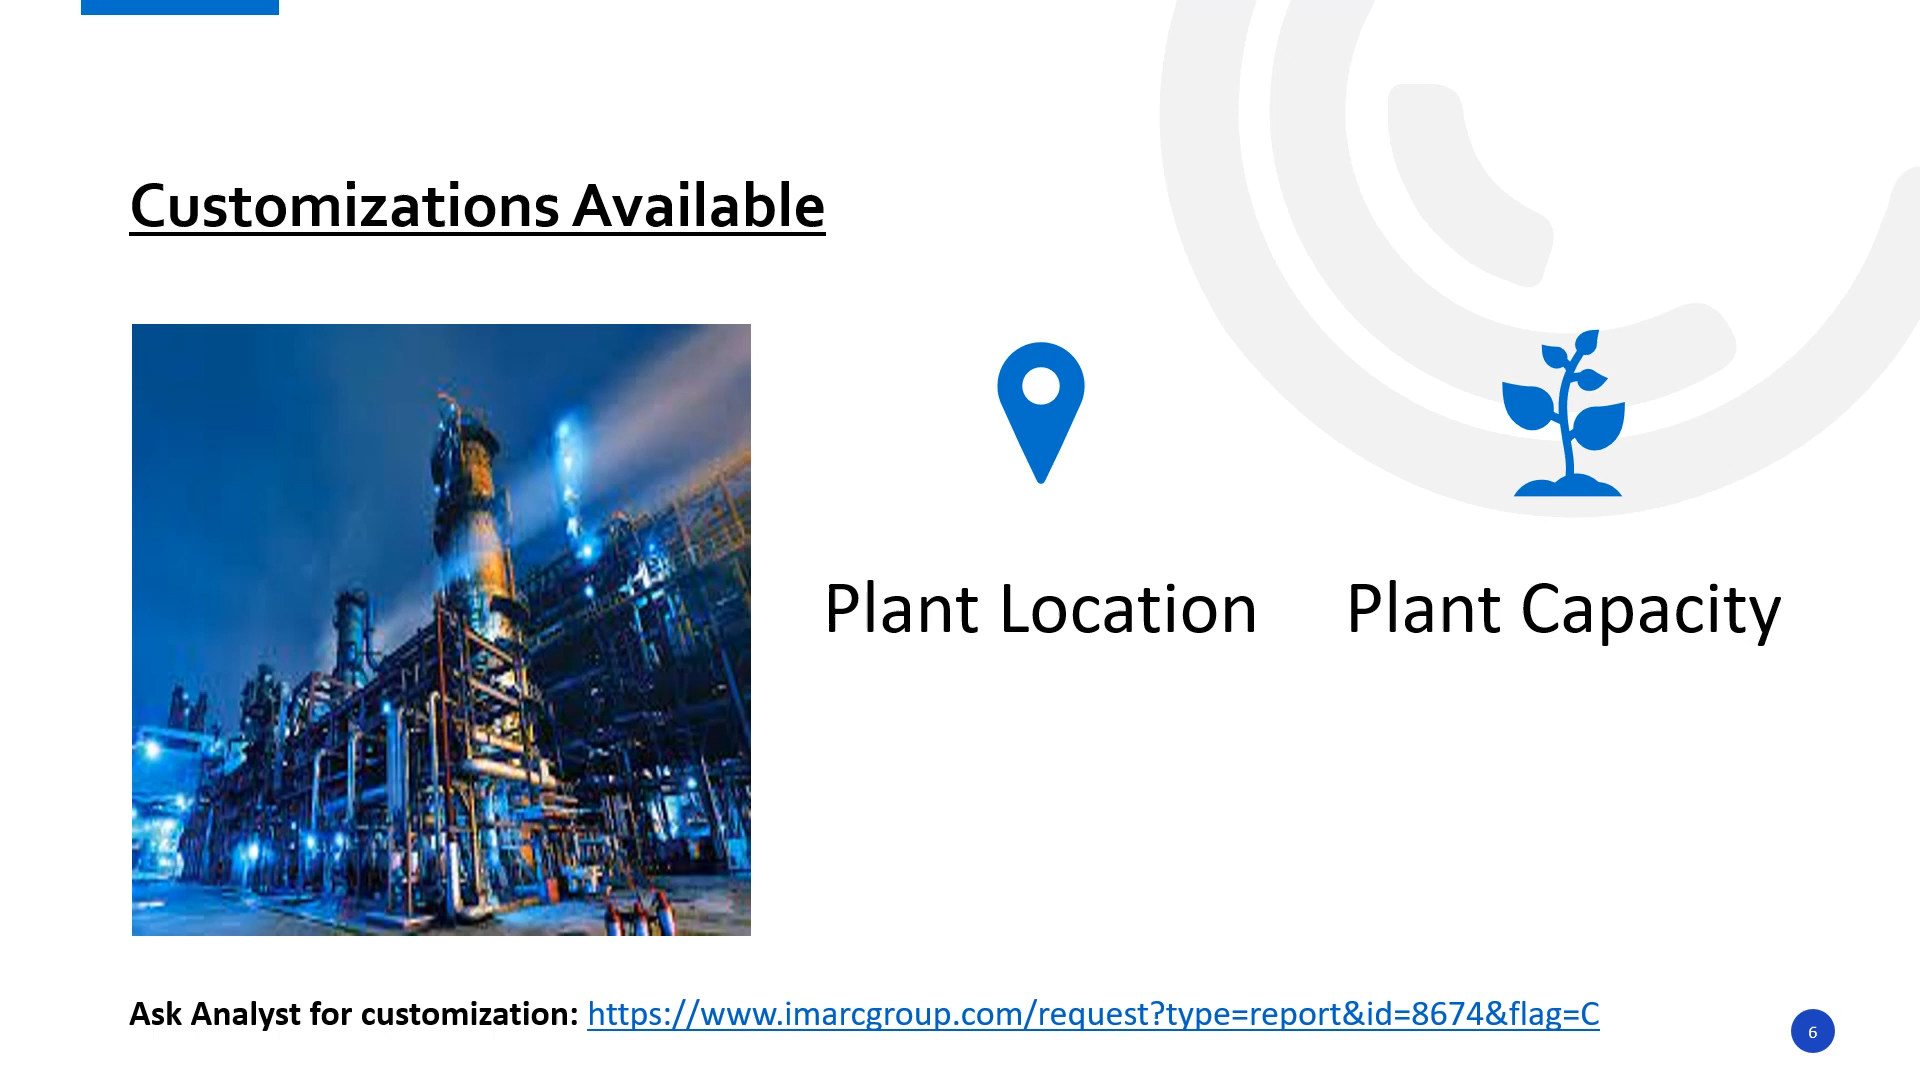 Customizations Available
Plant Location
Plant Capacity
Ask Analyst for customization: https://www.imarcgroup.com/request?type=report&id=8674&flag=C
6